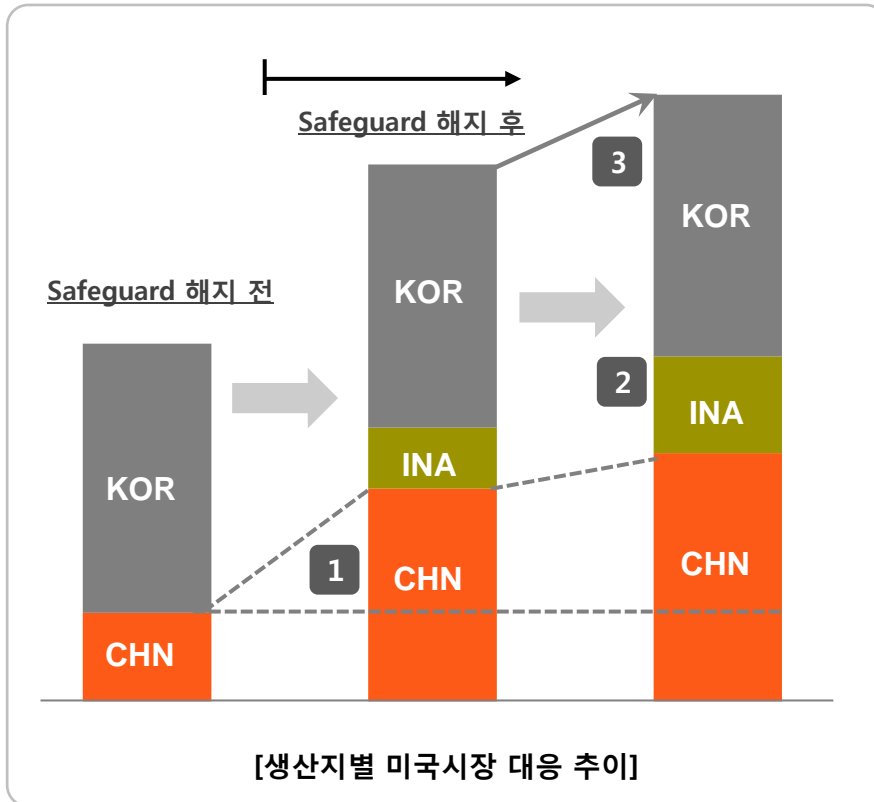 Safeguard 해지 후
3
KOR
Safeguard 해지 전
KOR
2
INA
INA
KOR
1
CHN
CHN
CHN
[생산지별 미국시장 대응 추이]